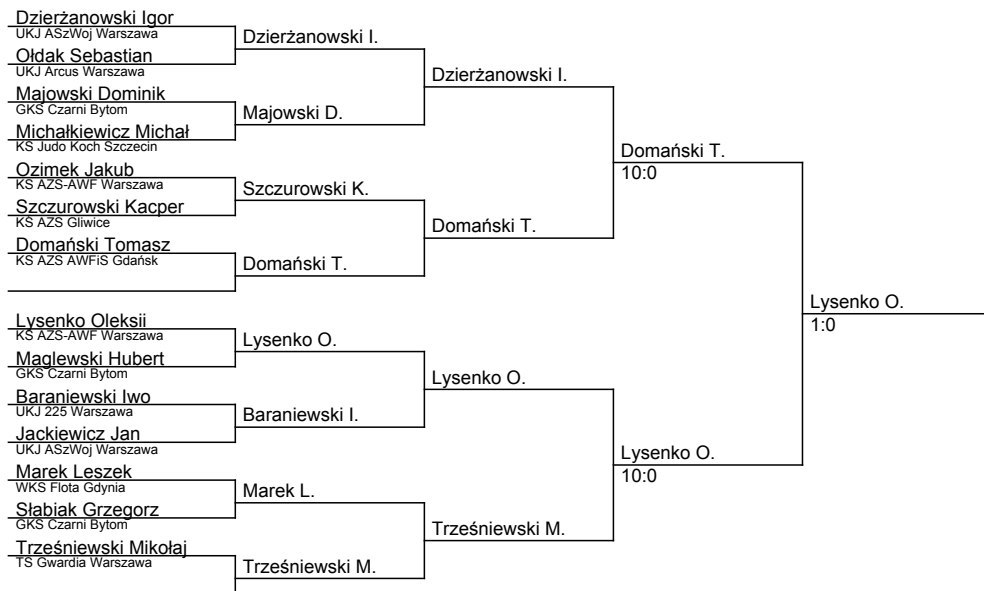 Dzierżanowski Igor
UKJ ASzWoj Warszawa
Ołdak Sebastian
UKJ Arcus Warszawa
Majowski Dominik
GKS Czarni Bytom
Michałkiewicz Michał
KS Judo Koch Szczecin
Ozimek Jakub
KS AZS-AWF Warszawa
Szczurowski Kacper
KS AZS Gliwice
Domański Tomasz
KS AZS AWFiS Gdańsk
Lysenko Oleksii
KS AZS-AWF Warszawa
Maglewski Hubert
GKS Czarni Bytom
Baraniewski Iwo
UKJ 225 Warszawa
Jackiewicz Jan
UKJ ASzWoj Warszawa
Marek Leszek
WKS Flota Gdynia
Słabiak Grzegorz
GKS Czarni Bytom
Trześniewski Mikołaj
TS Gwardia Warszawa
Dzierżanowski I.
Majowski D.
Szczurowski K.
Domański T.
Lysenko O.
Baraniewski I.
Marek L.
Trześniewski M.
Dzierżanowski I.
Domański T.
Lysenko O.
Trześniewski M.
Domański T.
10:0
Lysenko O.
10:0
Lysenko O.
1:0